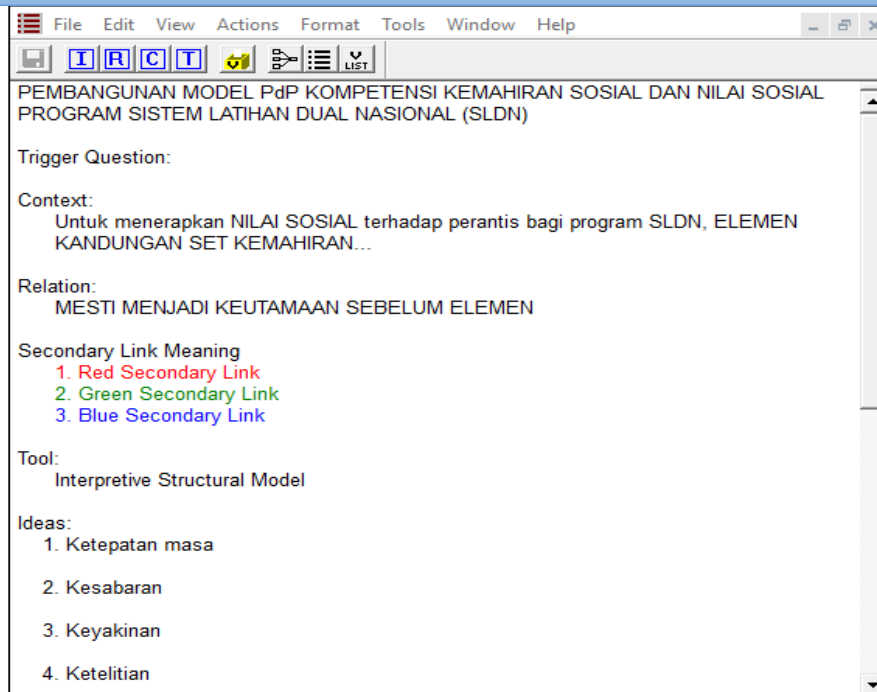 File Edit View Actions Format Tools Window Help
I R C T V V LIST
PEMBANGUNAN MODEL PdP KOMPETENSI KEMAHIRAN SOSIAL DAN NILAI SOSIAL
PROGRAM SISTEM LATIHAN DUAL NASIONAL (SLDN)
Trigger Question:
Context:
Untuk menerapkan NILAI SOSIAL terhadap perantis bagi program SLDN, ELEMEN
KANDUNGAN SET KEMAHIRAN...
Relation:
MESTI MENJADI KEUTAMAAN SEBELUM ELEMEN
Secondary Link Meaning
1. Red Secondary Link
2. Green Secondary Link
3. Blue Secondary Link
Tool:
Interpretive Structural Model
Ideas:
1. Ketepatan masa
2. Kesabaran
3. Keyakinan
4. Ketelitian